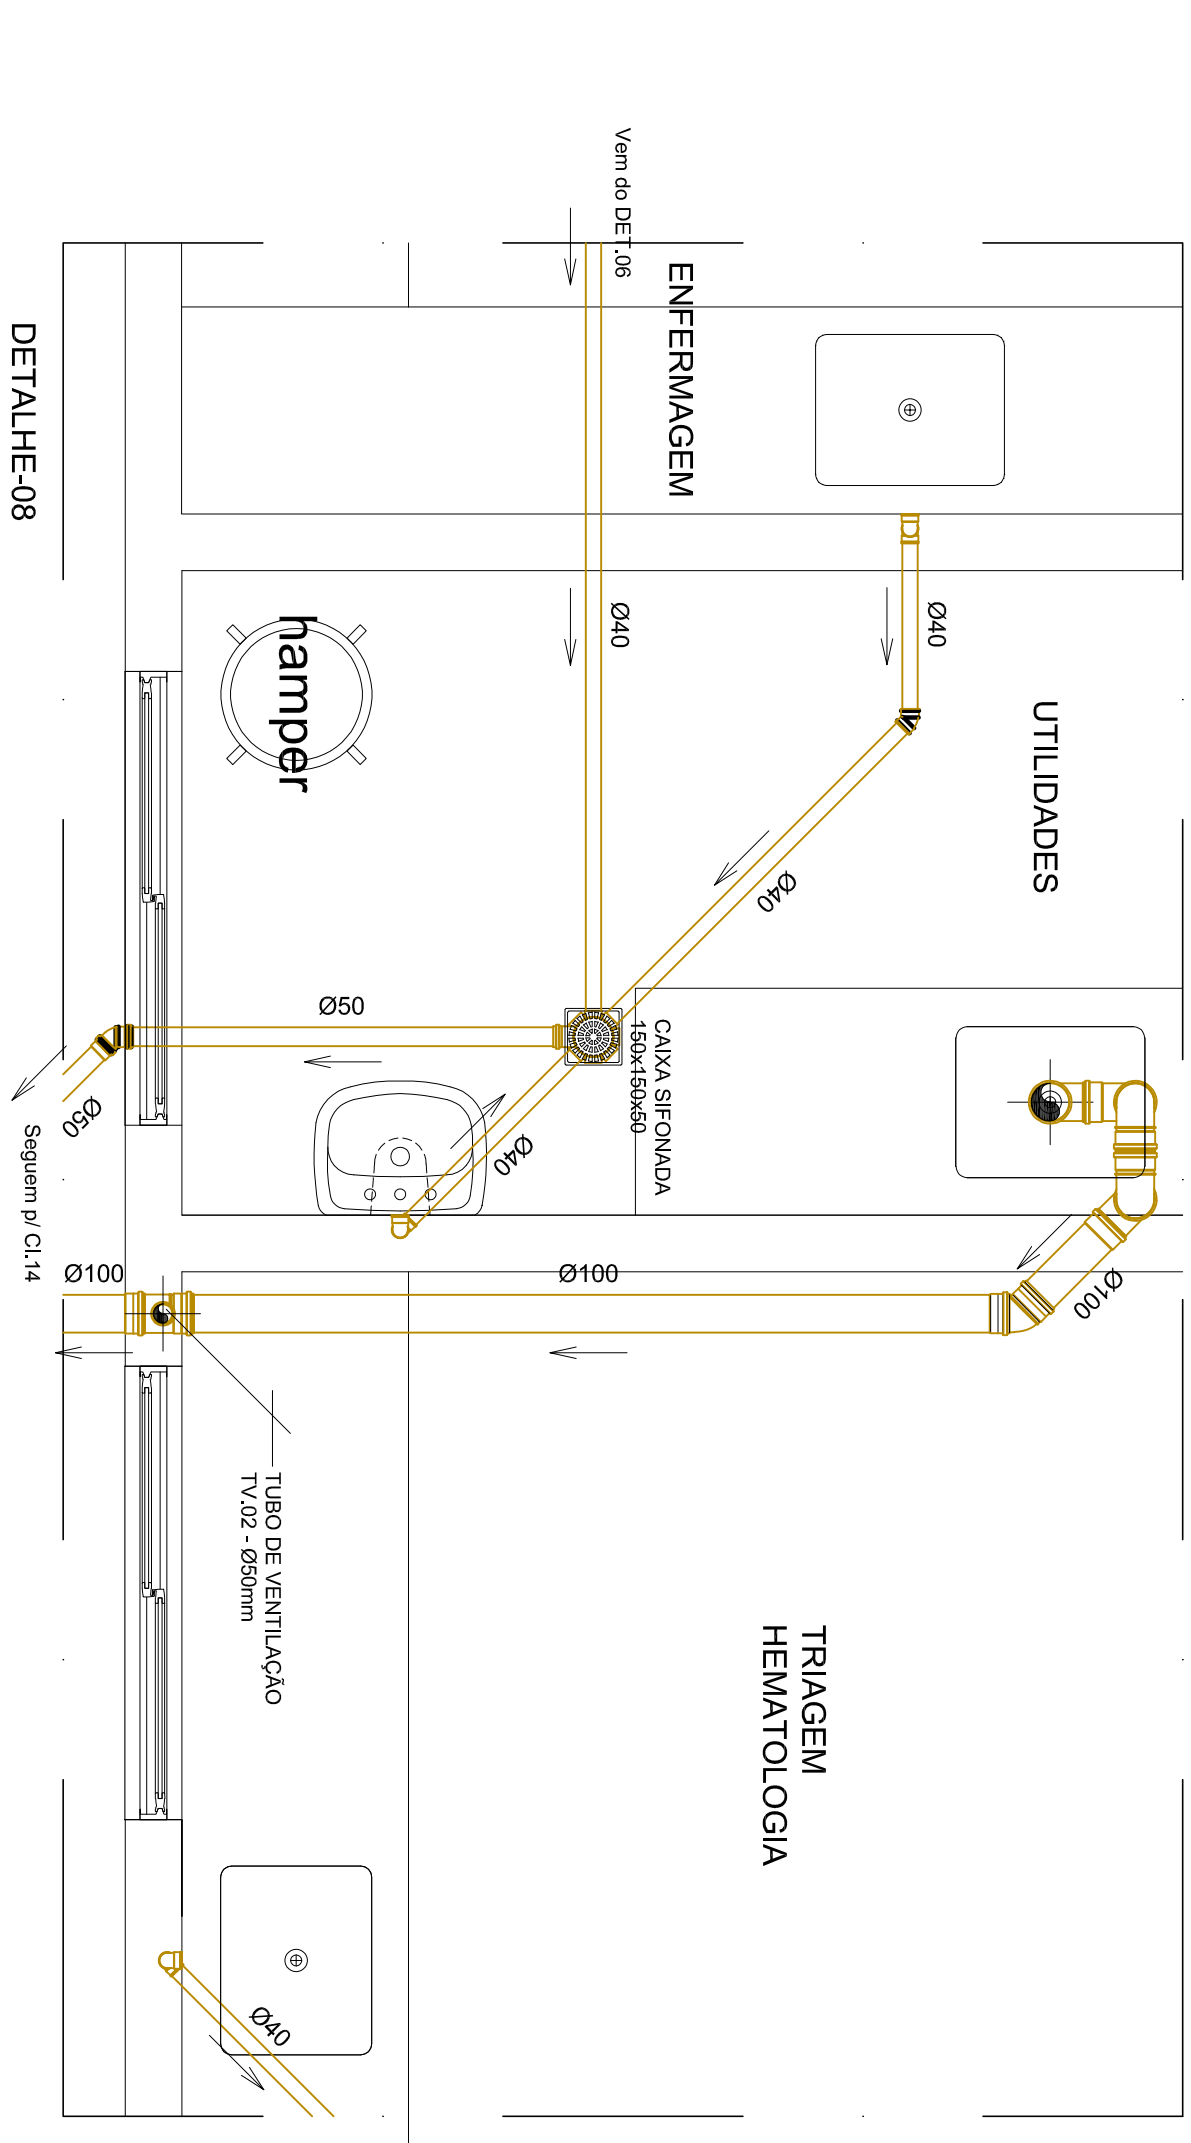 Vem do DET.06
ENFERMAGEM
DETALHE-08
Ø40
Ø40
hamper
UTILIDADES
Ø40
Ø50
CAIXA SIFONADA
150x150x50
Ø40
Ø50
Seguem p/ CI.14
Ø100
Ø100
Ø100
TUBO DE VENTILAÇÃO
TV.02 - Ø50mm
TRIAGEM
HEMATOLOGIA
Ø40